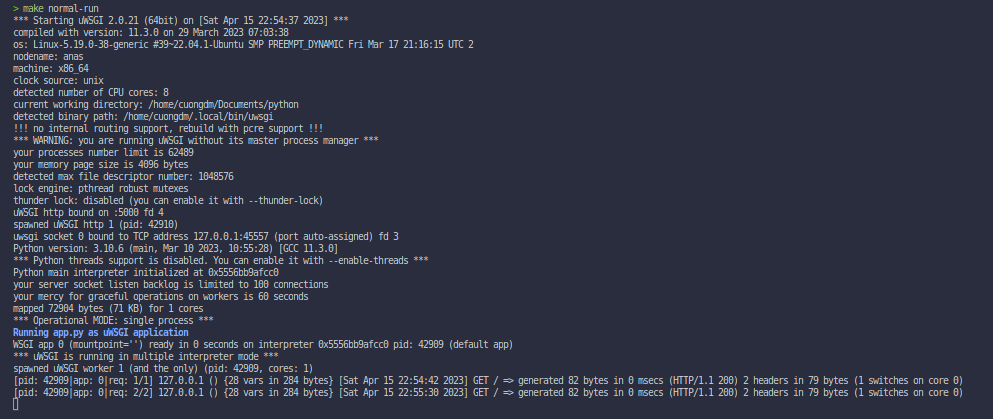 > make normal-run
*** Starting uWSGI 2.0.21 (64bit) on [Sat Apr 15 22:54:37 2023] ***
compiled with version: 11.3.0 on 29 March 2023 07:03:38
os: Linux-5.19.0-38-generic #39~22.04.1-Ubuntu SMP PREEMPT_DYNAMIC Fri Mar 17 21:16:15 UTC 2
nodename: anas
machine: x86_64
clock source: unix
detected number of CPU cores: 8
current working directory: /home/cuongdm/Documents/python
detected binary path: /home/cuongdm/.local/bin/uwsgi
!!! no internal routing support, rebuild with pcre support !!!
*** WARNING: you are running uWSGI without its master process manager ***
your processes number limit is 62489
your memory page size is 4096 bytes
detected max file descriptor number: 1048576
lock engine: pthread robust mutexes
thunder lock: disabled (you can enable it with --thunder-lock)
uWSGI http bound on :5000 fd 4
spawned uWSGI http 1 (pid: 42910)
uwsgi socket 0 bound to TCP address 127.0.0.1:45557 (port auto-assigned) fd 3
Python version: 3.10.6 (main, Mar 10 2023, 10:55:28) [GCC 11.3.0]
*** Python threads support is disabled. You can enable it with --enable-threads ***
Python main interpreter initialized at 0x5556bb9afcc0
your server socket listen backlog is limited to 100 connections
your mercy for graceful operations on workers is 60 seconds
mapped 72904 bytes (71 KB) for 1 cores
*** Operational MODE: single process ***
Running app.py as uWSGI application
WSGI app 0 (mountpoint='') ready in 0 seconds on interpreter 0x5556bb9afcc0 pid: 42909 (default app)
*** uWSGI is running in multiple interpreter mode ***
spawned uWSGI worker 1 (and the only) (pid: 42909, cores: 1)
[pid: 42909|app: 0|req: 1/1] 127.0.0.1 () {28 vars in 284 bytes} [Sat Apr 15 22:54:42 2023] GET / => generated 82 bytes in 0 msecs (HTTP/1.1 200) 2 headers in 79 bytes (1 switches on core 0)
[pid: 42909|app: 0|req: 2/2] 127.0.0.1 () {28 vars in 284 bytes} [Sat Apr 15 22:55:30 2023] GET / => generated 82 bytes in 0 msecs (HTTP/1.1 200) 2 headers in 79 bytes (1 switches on core 0)